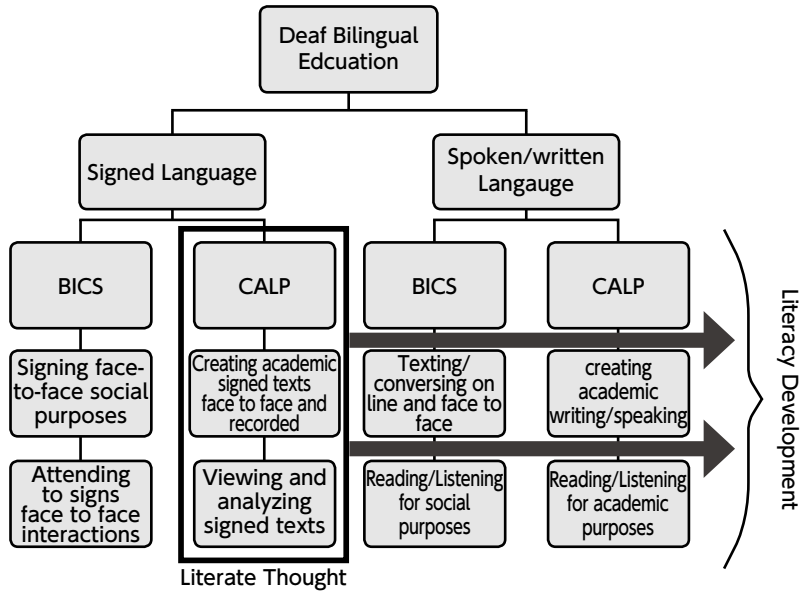 Deaf Bilingual
Edcuation
Signed Language
Spoken/written
Langauge
BICS
CALP
BICS
CALP
Signing face-
to-face social
purposes
Creating academic
signed texts
face to face and
recorded
Texting/
conversing on
line and face to
face
creating
academic
writing/speaking
Attending
to signs
face to face
interactions
Viewing and
analyzing
signed texts
Reading/Listening
for social
purposes
Reading/Listening
for academic
purposes
Literate Thought
Literacy Development